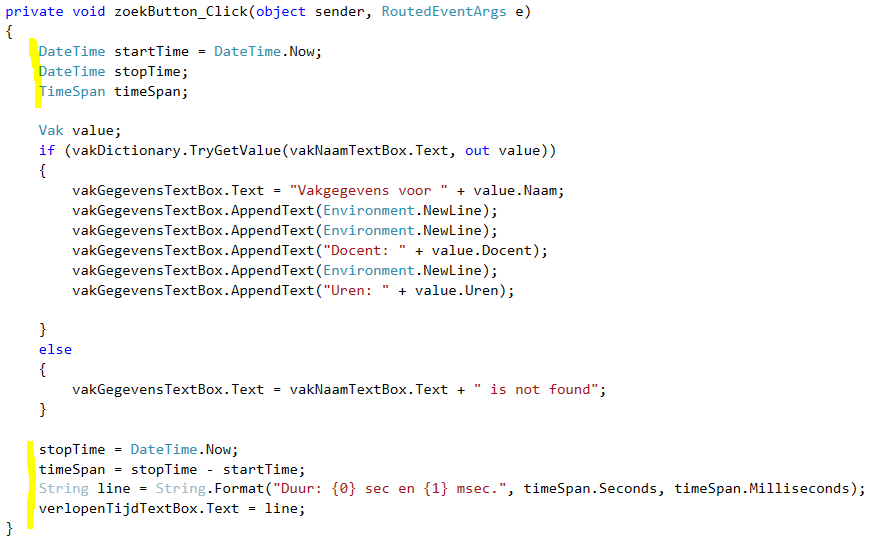 private void zoekButton_Click(object sender, RoutedEventArgs e)
{
    DateTime startTime = DateTime.Now;
    DateTime stopTime;
    TimeSpan timeSpan;

    Vak value;
    if (vakDictionary.TryGetValue(vakNaamTextBox.Text, out value))
    {
        vakGegevensTextBox.Text = "Vakgegevens voor " + value.Naam;
        vakGegevensTextBox.AppendText(Environment.NewLine);
        vakGegevensTextBox.AppendText(Environment.NewLine);
        vakGegevensTextBox.AppendText("Docent: " + value.Docent);
        vakGegevensTextBox.AppendText(Environment.NewLine);
        vakGegevensTextBox.AppendText("Uren: " + value.Uren);

    }
    else
    {
        vakGegevensTextBox.Text = vakNaamTextBox.Text + " is not found";
    }

    stopTime = DateTime.Now;
    timeSpan = stopTime - startTime;
    String line = String.Format("Duur: {0} sec en {1} msec.", timeSpan.Seconds, timeSpan.Milliseconds);
    verlopenTijdTextBox.Text = line;
}